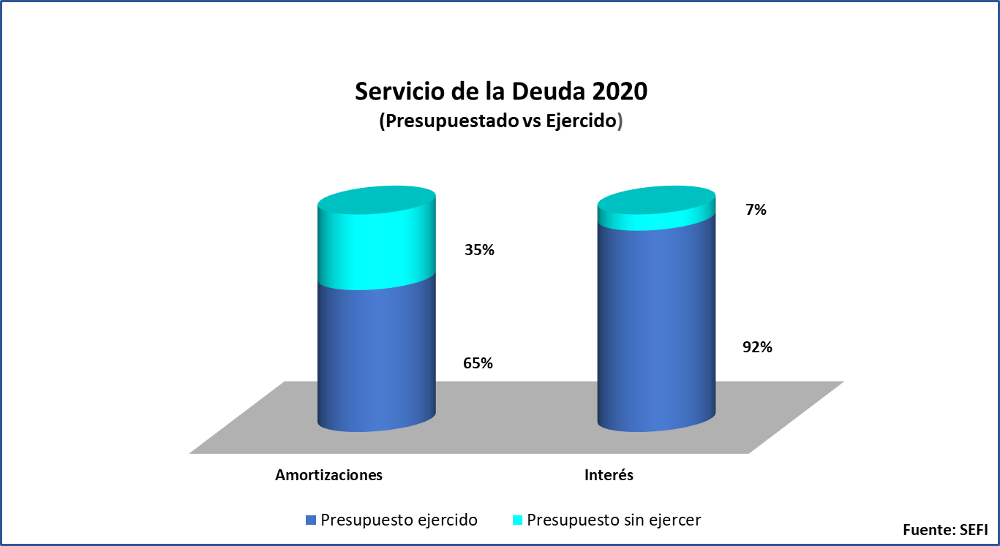 Servicio de la Deuda 2020
(Presupuestado vs Ejercido)
7%
35%
92%
65%
Amortizaciones
Interés
Presupuesto ejercido
Presupuesto sin ejercer
Fuente: SEFI